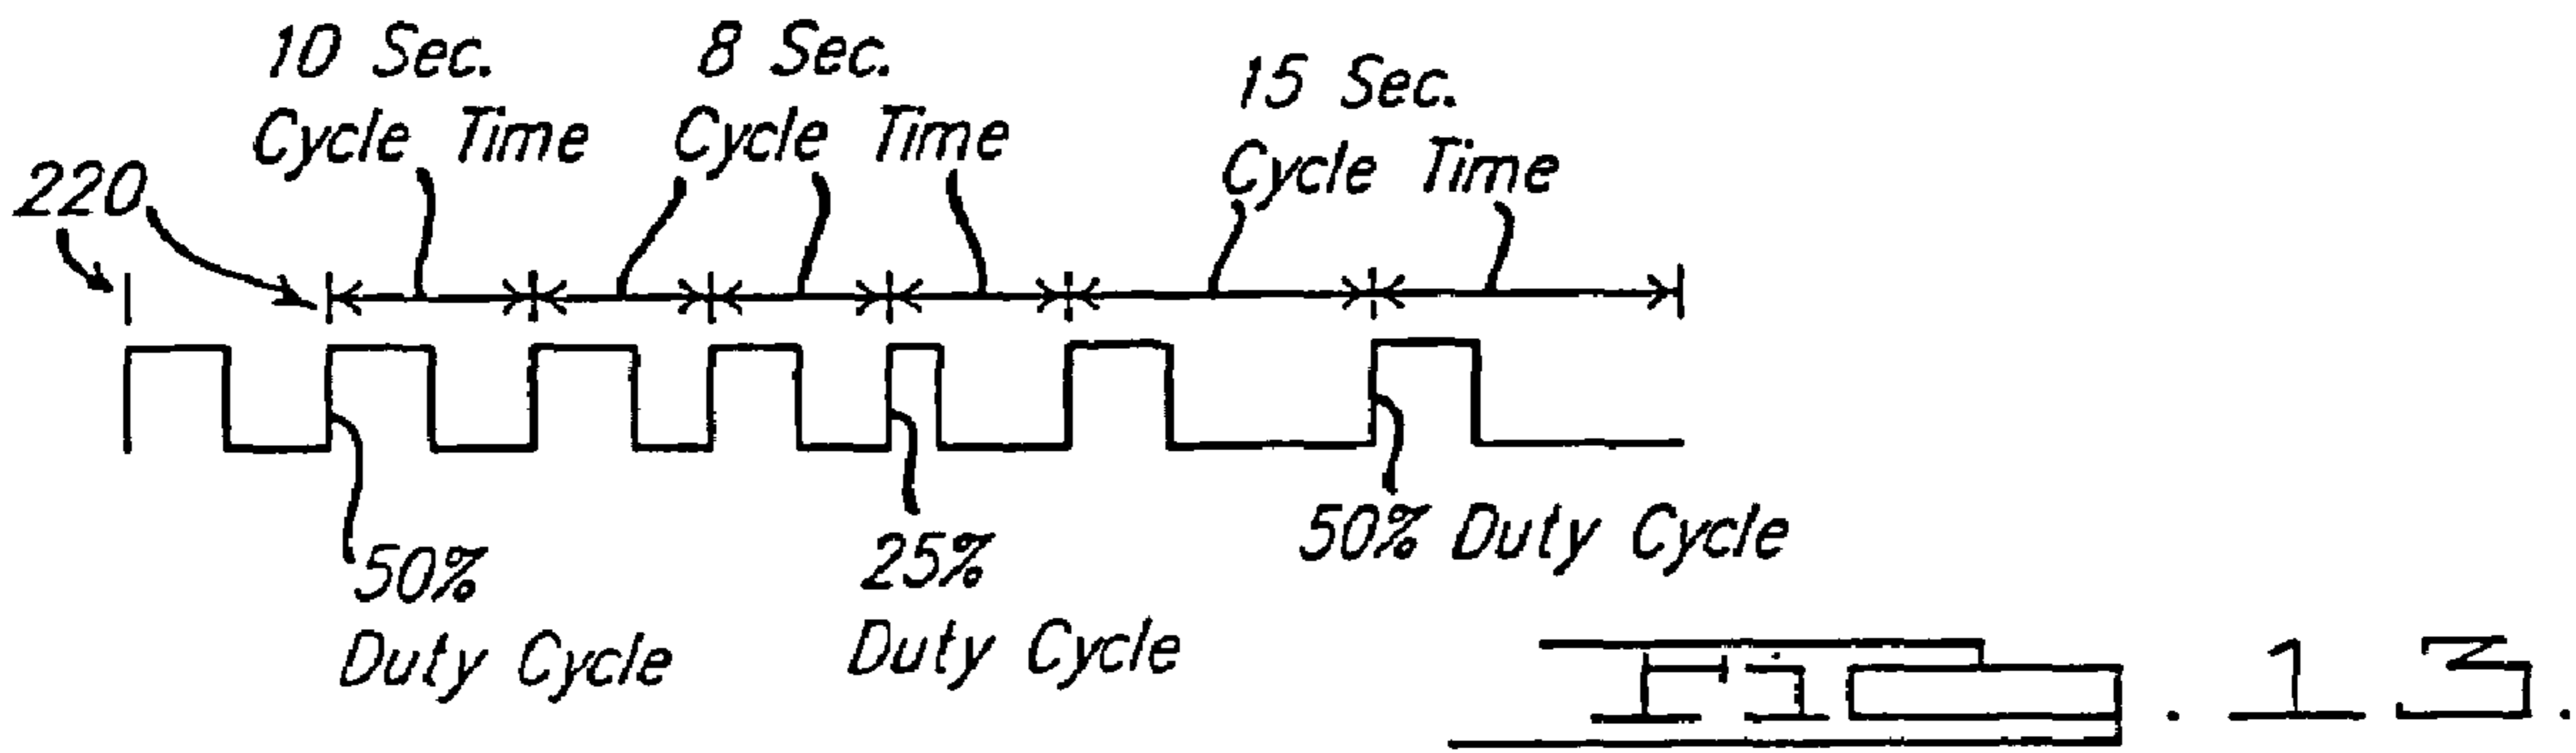 10 Sec.
Cycle Time
8 Sec.
Cycle Time
15 Sec.
Cycle Time
220
50%
Duty Cycle
25%
Duty Cycle
50% Duty Cycle
FIG. 13.